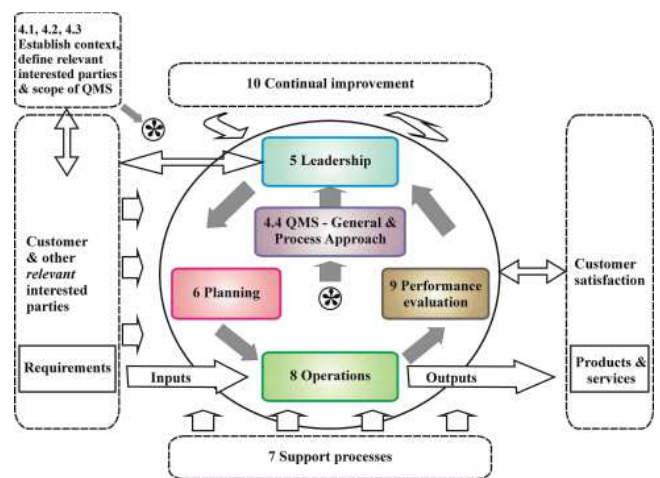 4.1, 4.2, 4.3
Establish context,
define relevant
interested parties
& scope of QMS
10 Continual improvement
5 Leadership
4.4 QMS - General &
Process Approach
Customer
& other
relevant
interested
parties
6 Planning
9 Performance
evaluation
Customer
satisfaction
Requirements
Inputs
8 Operations
Outputs
Products &
services
7 Support processes